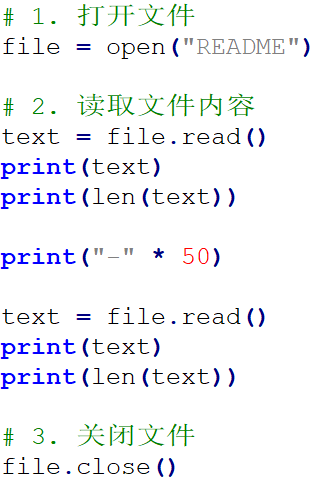 # 1. 打开文件
file = open("README")
# 2. 读取文件内容
text = file.read()
print(text)
print(len(text))
print("-" * 50)
text = file.read()
print(text)
print(len(text))
# 3. 关闭文件
file.close()